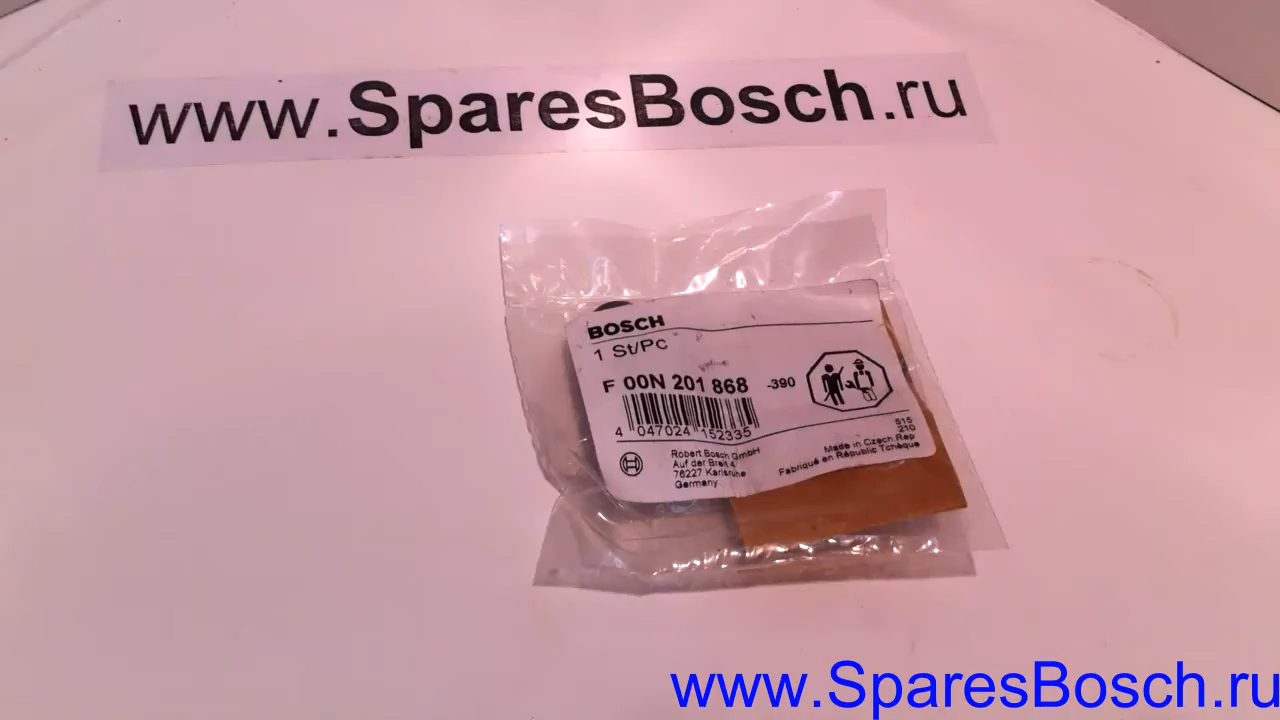 www.SparesBosch.ru
BOSCH
1 St/Pc
F 00N 201 868 -390
4 047024 152335
515
210
Robert Bosch GmbH
Auf der Breit 4
76227 Karlsruhe
Germany
Made in Czech Rep
Fabriqué en République Tchèque
www.SparesBosch.ru